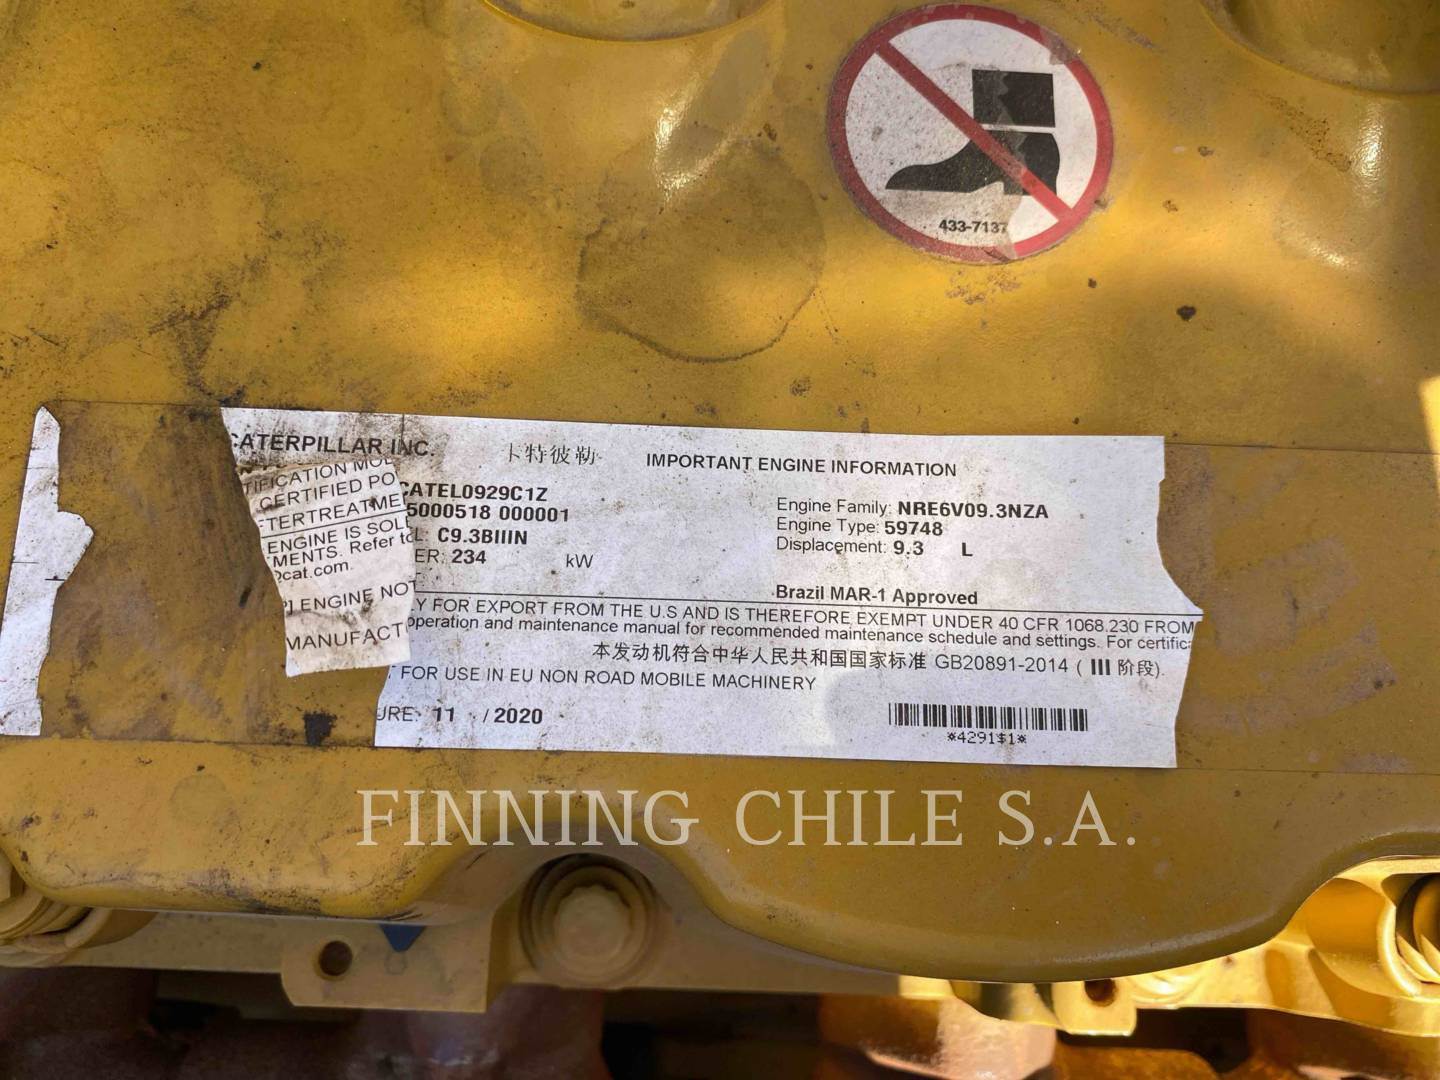 433-7137
CATERPILLAR INC. 卡特彼勒 IMPORTANT ENGINE INFORMATION
TIFICATION MOL
CERTIFIED PO
TERTREATME
ENGINE IS SOL
MENTS. Refer to
cat.com.
ENGINE NOT
MANUFACT
CATEL0929C1Z
5000518 000001
L: C9.3BIIIN
ER: 234 kW
Engine Family: NRE6V09.3NZA
Engine Type: 59748
Displacement: 9.3 L
Brazil MAR-1 Approved
LY FOR EXPORT FROM THE U.S AND IS THEREFORE EXEMPT UNDER 40 CFR 1068.230 FROM
operation and maintenance manual for recommended maintenance schedule and settings. For certific
本发动机符合中华人民共和国国家标准 GB20891-2014 ( III 阶段).
FOR USE IN EU NON ROAD MOBILE MACHINERY
URE: 11 / 2020
*4291$1*
FINNING CHILE S.A.